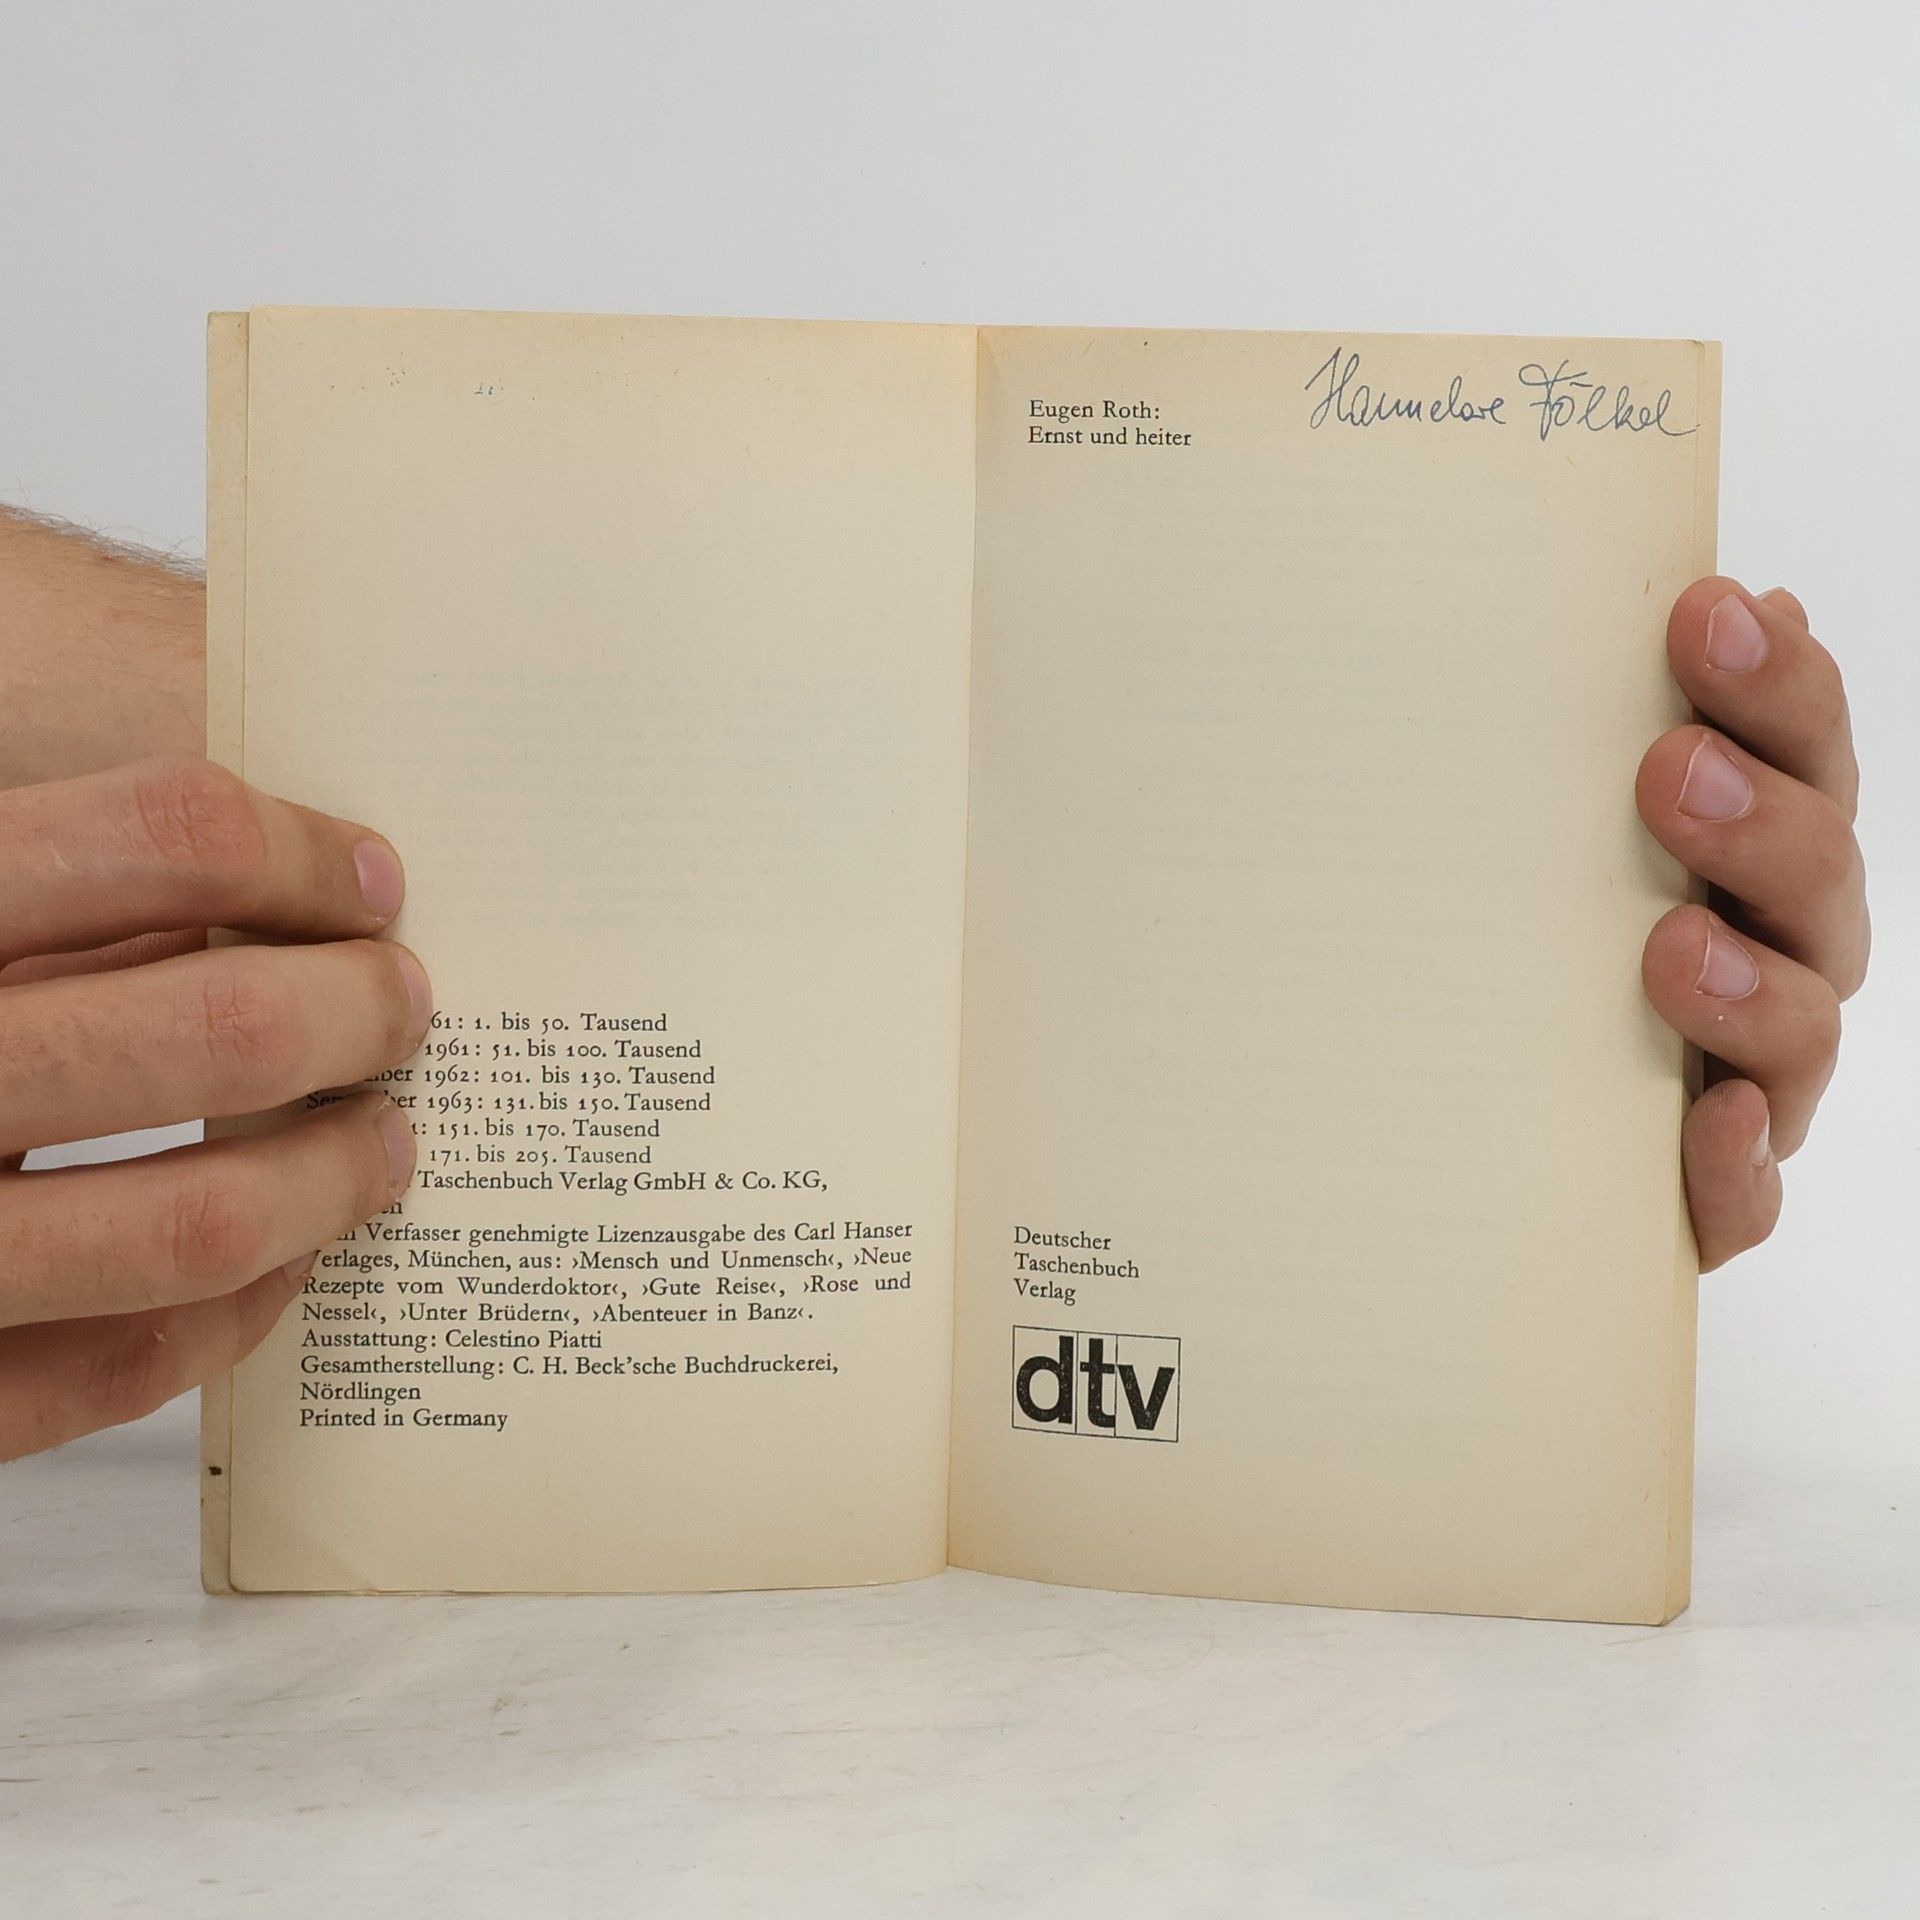 61: 1. bis 50. Tausend
1961: 51. bis 100. Tausend
1962: 101. bis 130. Tausend
1963: 131. bis 150. Tausend
151. bis 170. Tausend
171. bis 205. Tausend
Taschenbuch Verlag GmbH & Co. KG,
Verfasser genehmigte Lizenzausgabe des Carl Hanser
Verlages, München, aus: ›Mensch und Unmensch‹, ›Neue
Rezepte vom Wunderdoktor‹, ›Gute Reise‹, ›Rose und
Nessel‹, ›Unter Brüdern‹, ›Abenteuer in Banz‹.
Ausstattung: Celestino Piatti
Gesamtherstellung: C. H. Beck’sche Buchdruckerei,
Nördlingen
Printed in Germany
Hannelore Fölkel
Eugen Roth:
Ernst und heiter
Deutscher
Taschenbuch
Verlag
dtv